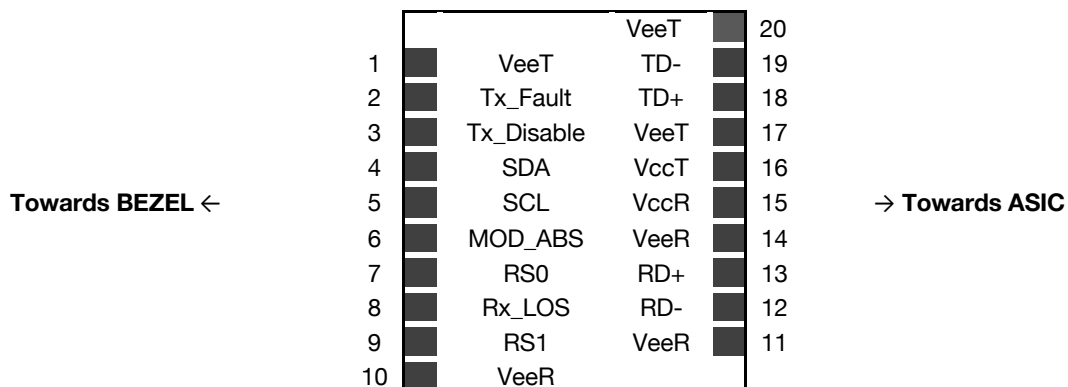 VeeT 20
1 VeeT TD- 19
2 Tx_Fault TD+ 18
3 Tx_Disable VeeT 17
4 SDA VccT 16
Towards BEZEL ← 5 SCL VccR 15 → Towards ASIC
6 MOD_ABS VeeR 14
7 RS0 RD+ 13
8 Rx_LOS RD- 12
9 RS1 VeeR 11
10 VeeR